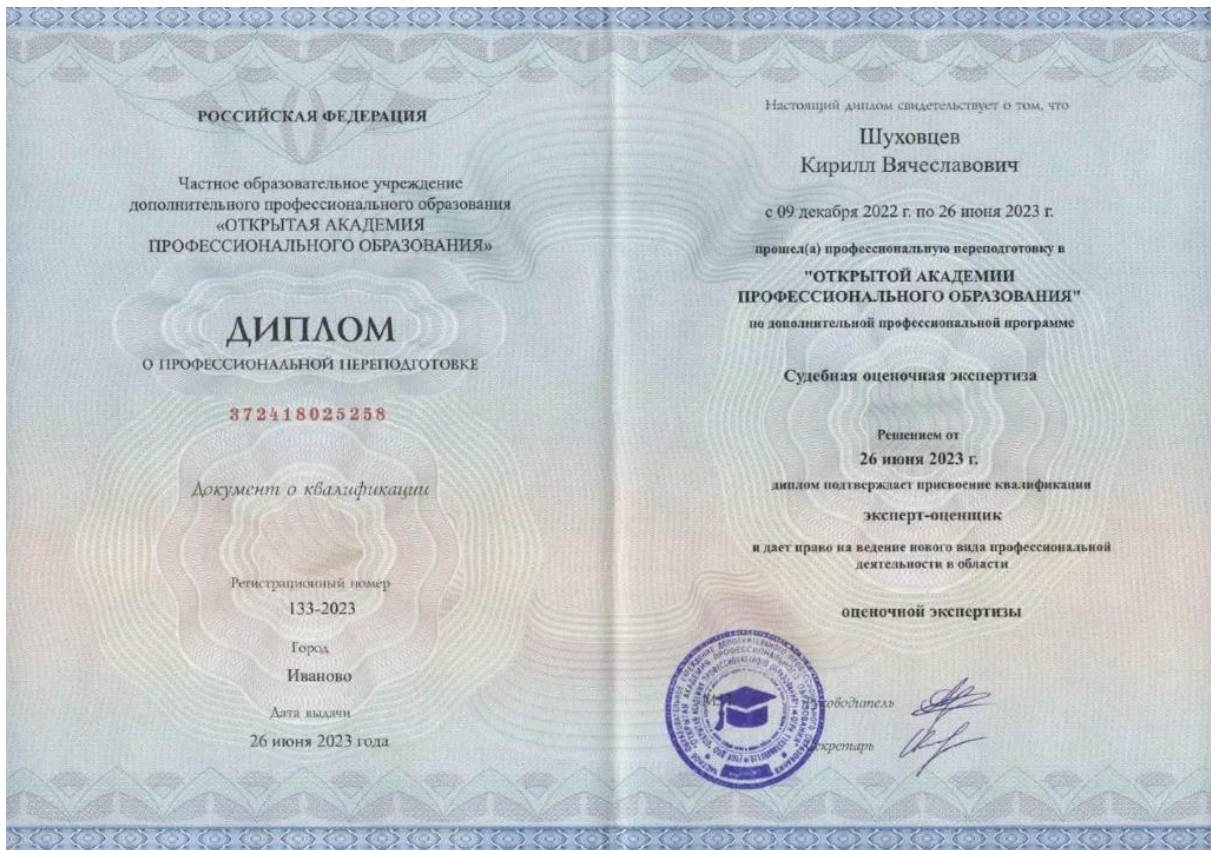 РОССИЙСКАЯ ФЕДЕРАЦИЯ
Частное образовательное учреждение
дополнительного профессионального образования
«ОТКРЫТАЯ АКАДЕМИЯ
ПРОФЕССИОНАЛЬНОГО ОБРАЗОВАНИЯ»
ДИПЛОМ
О ПРОФЕССИОНАЛЬНОЙ ПЕРЕПОДГОТОВКЕ
372418025258
Документ о квалификации
Регистрационный номер
133-2023
Город
Иваново
Дата выдачи
26 июня 2023 года
Настоящий диплом свидетельствует о том, что
Шуховцев
Кирилл Вячеславович
с 09 декабря 2022 г. по 26 июня 2023 г.
прошел(а) профессиональную переподготовку в
"ОТКРЫТОЙ АКАДЕМИИ
ПРОФЕССИОНАЛЬНОГО ОБРАЗОВАНИЯ"
по дополнительной профессиональной программе
Судебная оценочная экспертиза
Решением от
26 июня 2023 г.
диплом подтверждает присвоение квалификации
эксперт-оценщик
и дает право на ведение нового вида профессиональной
деятельности в области
оценочной экспертизы
Руководитель
Секретарь